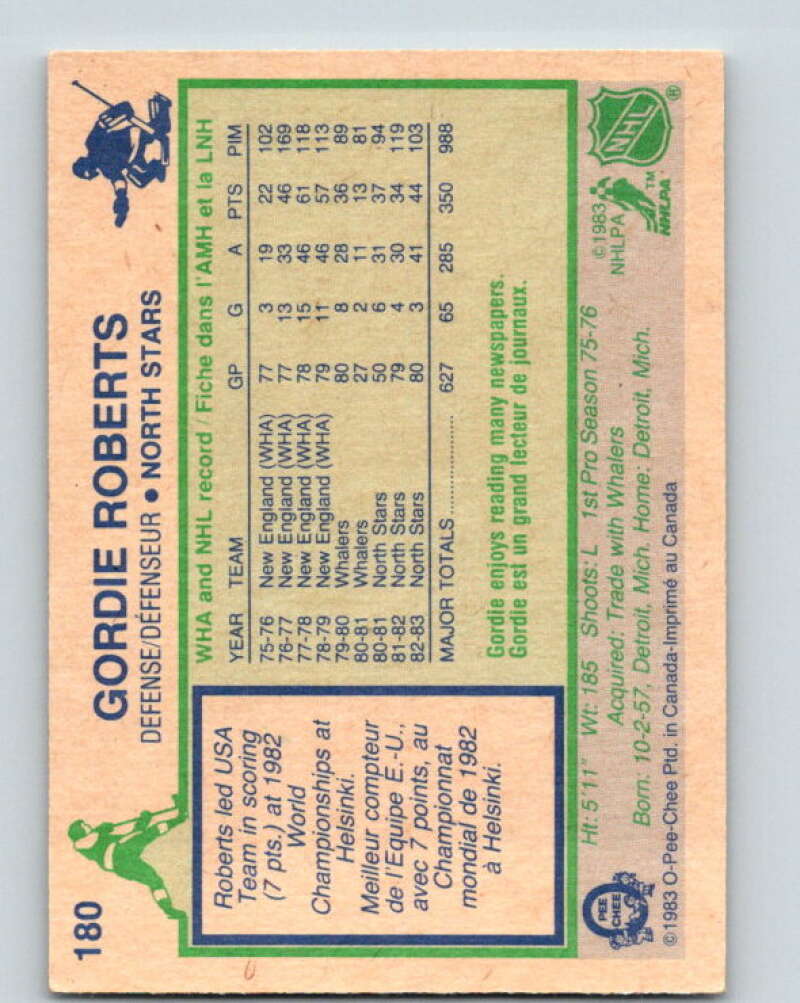 180
GORDIE ROBERTS
DEFENSE/DÉFENSEUR • NORTH STARS
Roberts led USA
Team in scoring
(7 pts.) at 1982
World
Championships at
Helsinki.
Meilleur compteur
de l'Equipe E.-U.,
avec 7 points, au
Championnat
mondial de 1982
à Helsinki.
WHA and NHL record / Fiche dans l'AMH et la LNH
YEAR TEAM GP G A PTS PIM
75-76 New England (WHA) 77 3 19 22 102
76-77 New England (WHA) 77 13 33 46 169
77-78 New England (WHA) 78 15 46 61 118
78-79 New England (WHA) 79 11 46 57 113
79-80 Whalers 80 8 28 36 89
80-81 Whalers 27 2 11 13 81
80-81 North Stars 50 6 31 37 94
81-82 North Stars 79 4 30 34 119
82-83 North Stars 80 3 41 44 103
MAJOR TOTALS .................. 627 65 285 350 988
Gordie enjoys reading many newspapers.
Gordie est un grand lecteur de journaux.
Ht: 5'11" Wt: 185 Shoots: L 1st Pro Season 75-76
Acquired: Trade with Whalers
Born: 10-2-57, Detroit, Mich. Home: Detroit, Mich.
©1983 O-Pee-Chee Ptd. in Canada-Imprimé au Canada
O
PEE
CHEE
©1983
NHLPA
NHLPA
TM
NHL
®